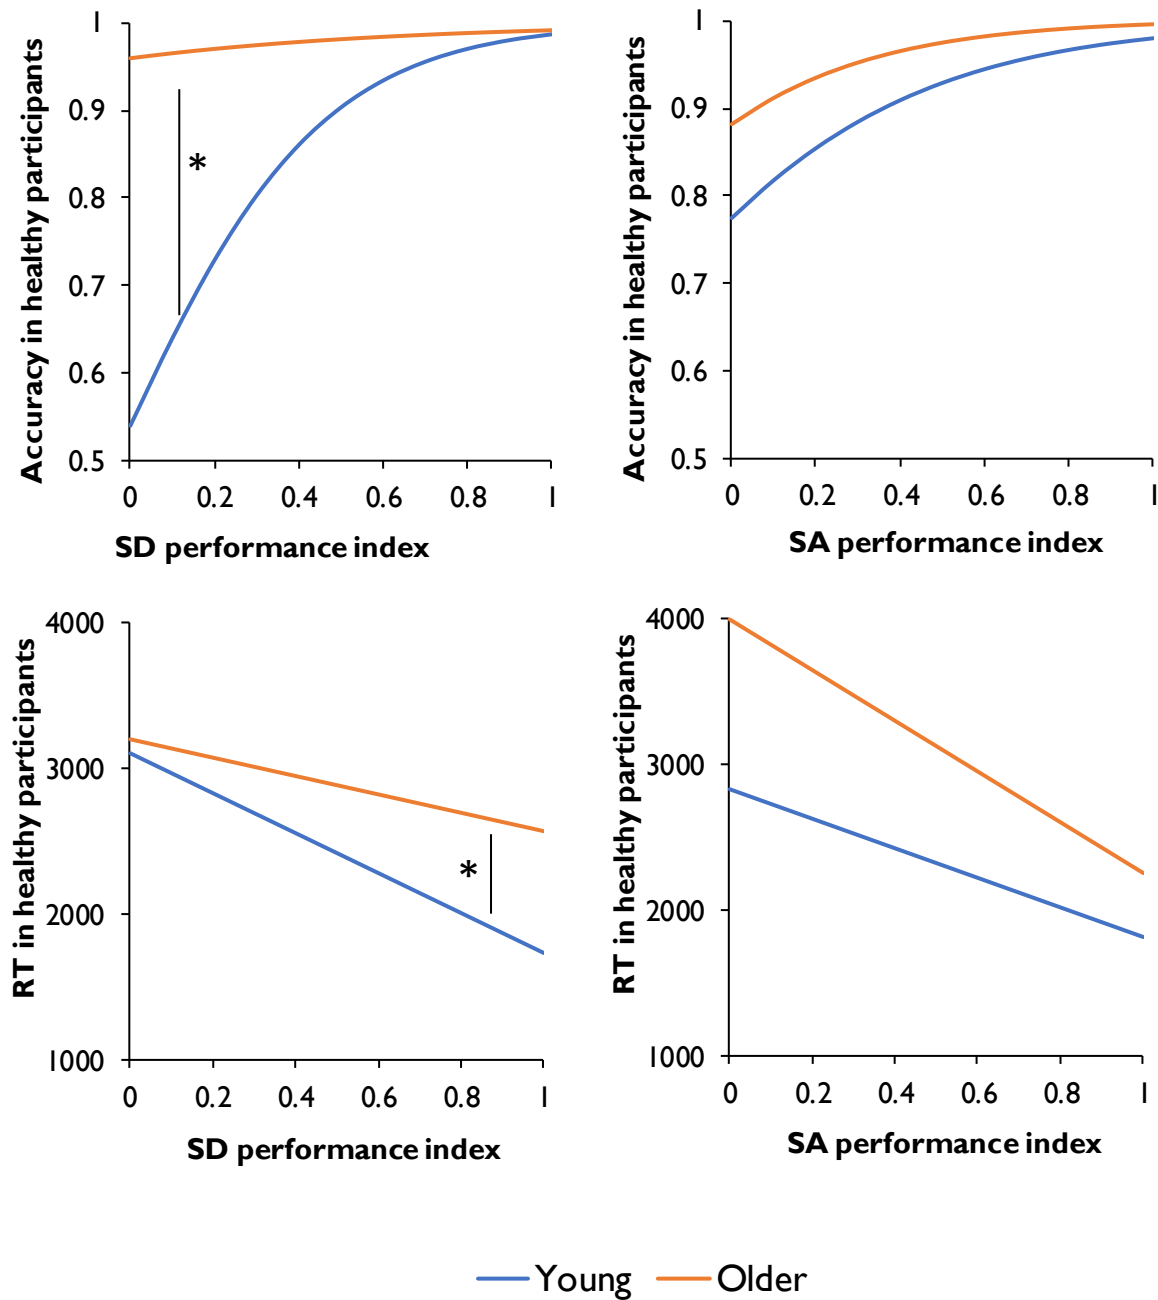 Accuracy in healthy participants
1
0.9
0.8
0.7
0.6
0.5
*
0 0.2 0.4 0.6 0.8 1
SD performance index
Accuracy in healthy participants
1
0.9
0.8
0.7
0.6
0.5
0 0.2 0.4 0.6 0.8 1
SA performance index
RT in healthy participants
4000
3000
2000
1000
*
0 0.2 0.4 0.6 0.8 1
SD performance index
RT in healthy participants
4000
3000
2000
1000
0 0.2 0.4 0.6 0.8 1
SA performance index
Young Older